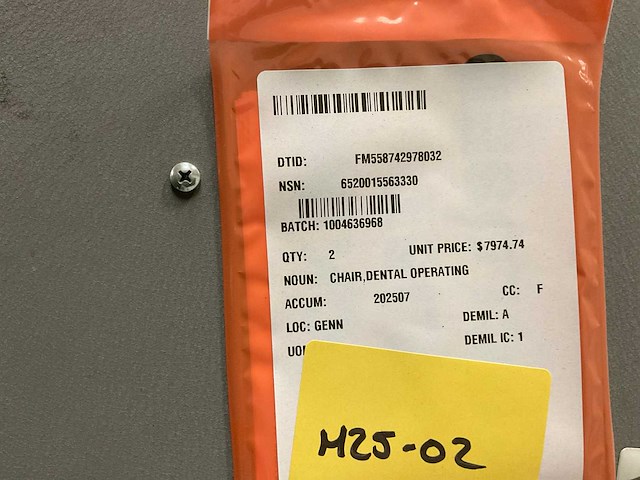 DTID: FM558742978032
NSN: 6520015563330
BATCH: 1004636968
QTY: 2 UNIT PRICE: $7974.74
NOUN: CHAIR,DENTAL OPERATING
ACCUM: 202507 CC: F
LOC: GENN DEMIL: A
DEMIL IC: 1
M25-02